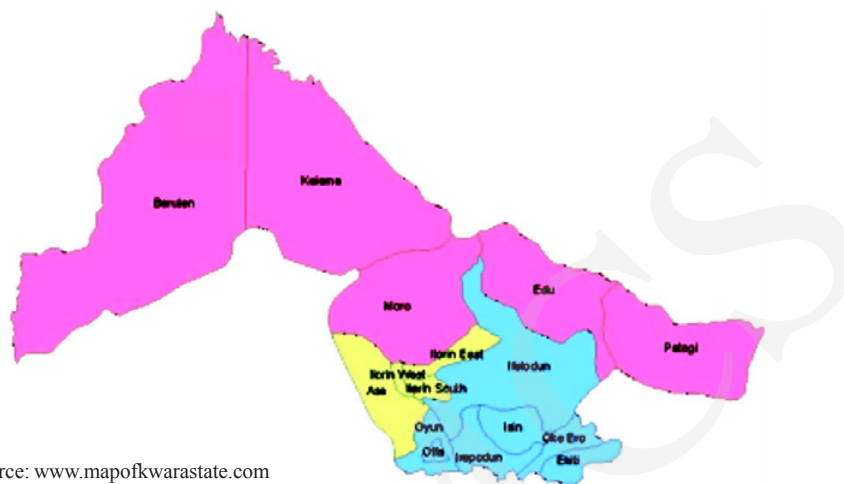 Kaiama
Baruten
Edu
Moro
Patagi
Ilorin East
Ifelodun
Ilorin West
Asa
Ilorin South
Oyun
Isin
Oke Ero
Offa
Irepodun
Ekiti
rce: www.mapofkwarastate.com